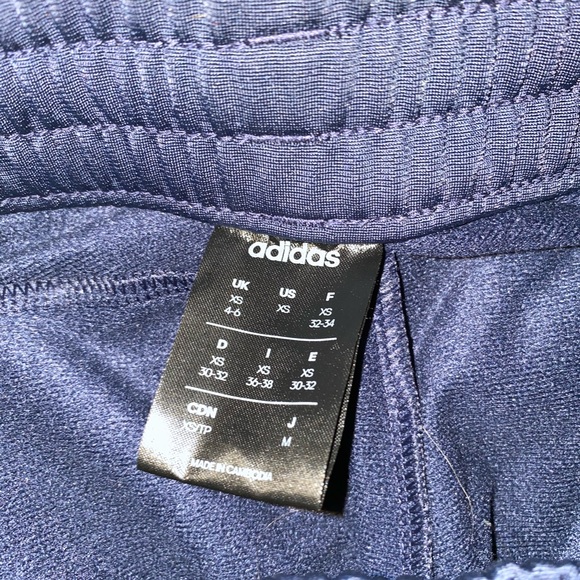 adidas
UK US F
XS XS XS
4-6 32-34
D I E
XS XS XS
30-32 36-38 30-32
CDN J
XS/TP M
MADE IN CAMBODIA